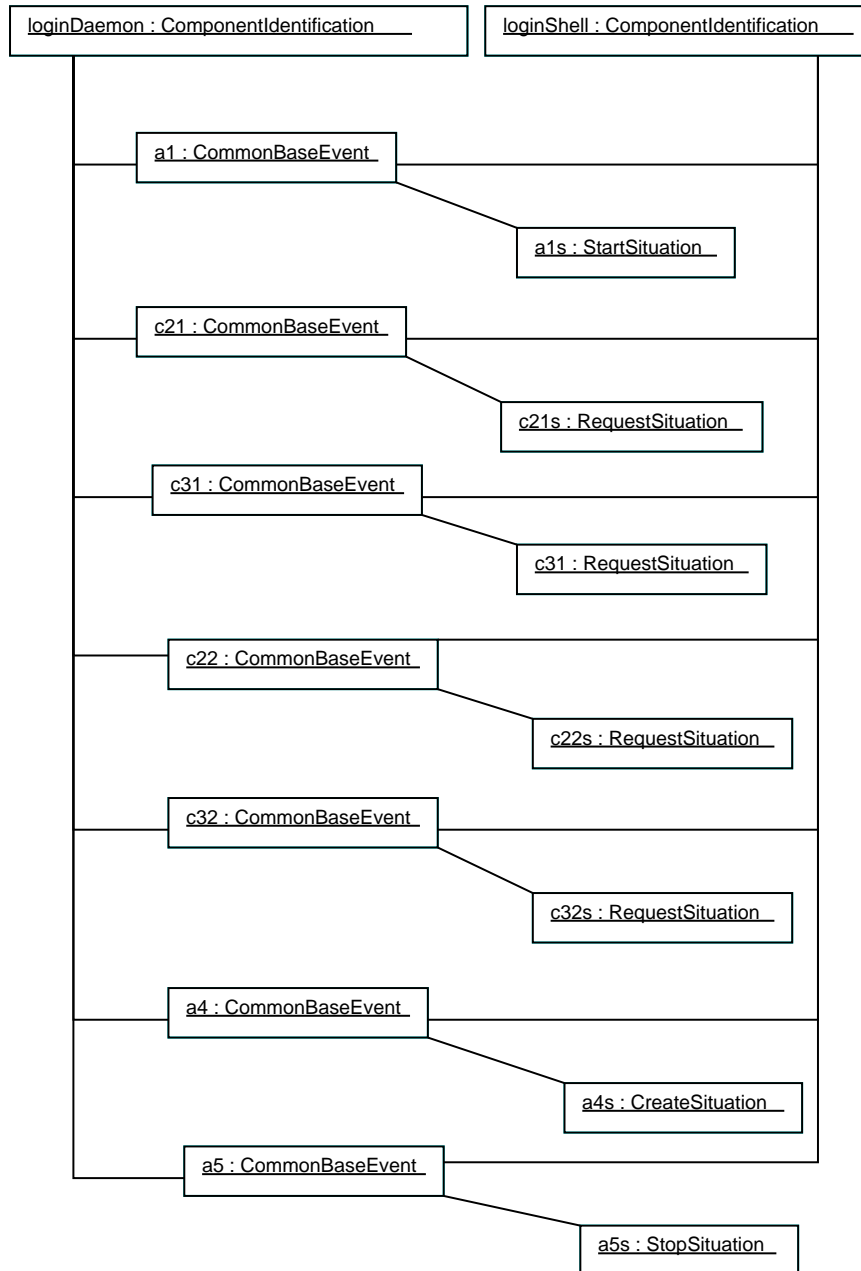 loginDaemon : ComponentIdentification
loginShell : ComponentIdentification
a1 : CommonBaseEvent
a1s : StartSituation
c21 : CommonBaseEvent
c21s : RequestSituation
c31 : CommonBaseEvent
c31 : RequestSituation
c22 : CommonBaseEvent
c22s : RequestSituation
c32 : CommonBaseEvent
c32s : RequestSituation
a4 : CommonBaseEvent
a4s : CreateSituation
a5 : CommonBaseEvent
a5s : StopSituation